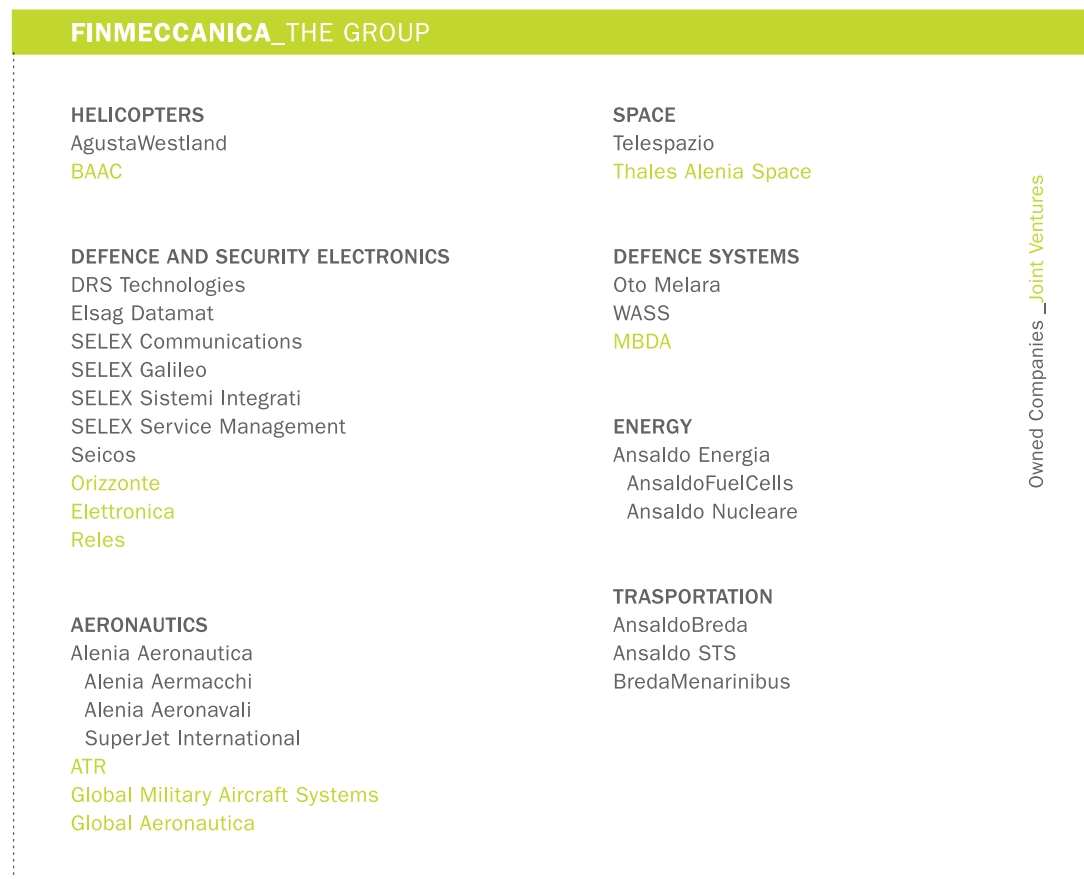 FINMECCANICA_THE GROUP
HELICOPTERS
AgustaWestland
BAAC
DEFENCE AND SECURITY ELECTRONICS
DRS Technologies
Elsag Datamat
SELEX Communications
SELEX Galileo
SELEX Sistemi Integrati
SELEX Service Management
Seicos
Orizzonte
Elettronica
Reles
AERONAUTICS
Alenia Aeronautica
Alenia Aermacchi
Alenia Aeronavali
SuperJet International
ATR
Global Military Aircraft Systems
Global Aeronautica
SPACE
Telespazio
Thales Alenia Space
DEFENCE SYSTEMS
Oto Melara
WASS
MBDA
ENERGY
Ansaldo Energia
AnsaldoFuelCells
Ansaldo Nucleare
TRASPORTATION
AnsaldoBreda
Ansaldo STS
BredaMenarinibus
Owned Companies _Joint Ventures